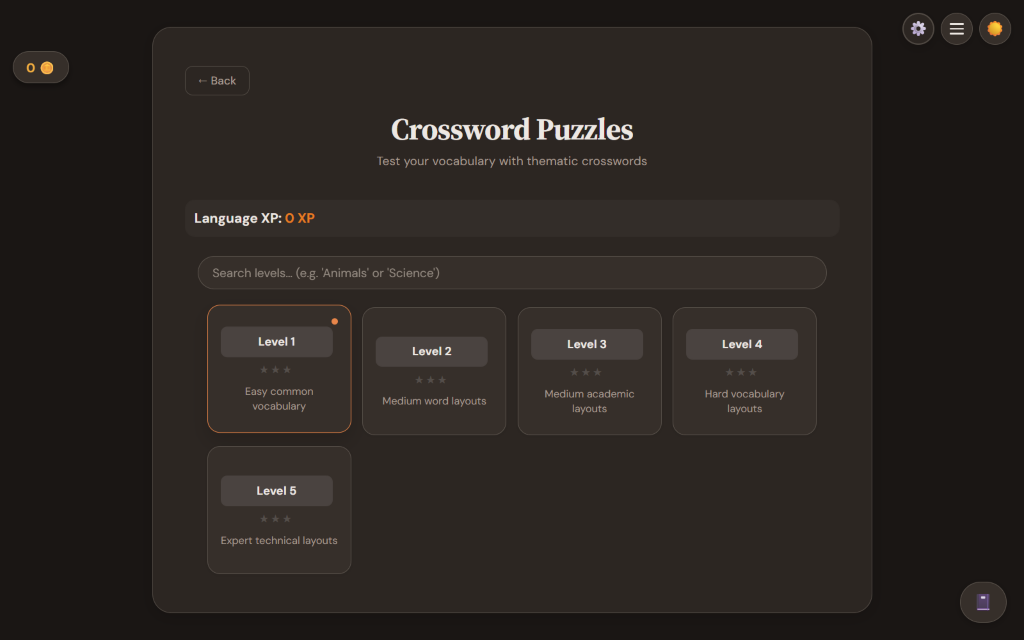 0
← Back
Crossword Puzzles
Test your vocabulary with thematic crosswords
Language XP: 0 XP
Search levels... (e.g. 'Animals' or 'Science')
Level 1
★ ★ ★
Easy common
vocabulary
Level 2
★ ★ ★
Medium word layouts
Level 3
★ ★ ★
Medium academic
layouts
Level 4
★ ★ ★
Hard vocabulary
layouts
Level 5
★ ★ ★
Expert technical layouts